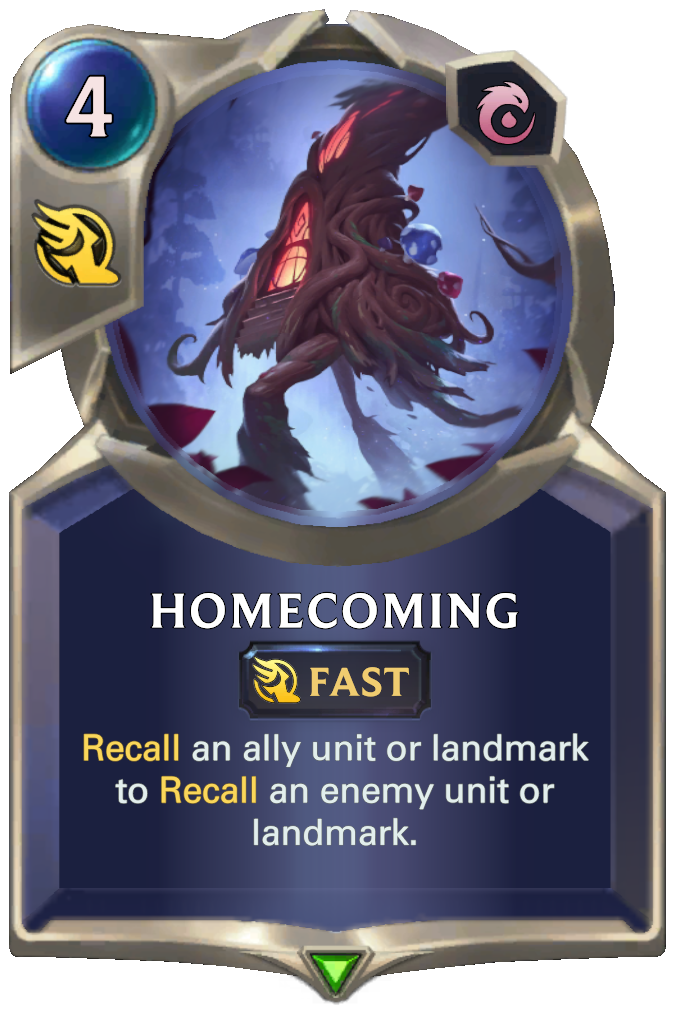 4
HOMECOMING
FAST
Recall an ally unit or landmark
to Recall an enemy unit or
landmark.